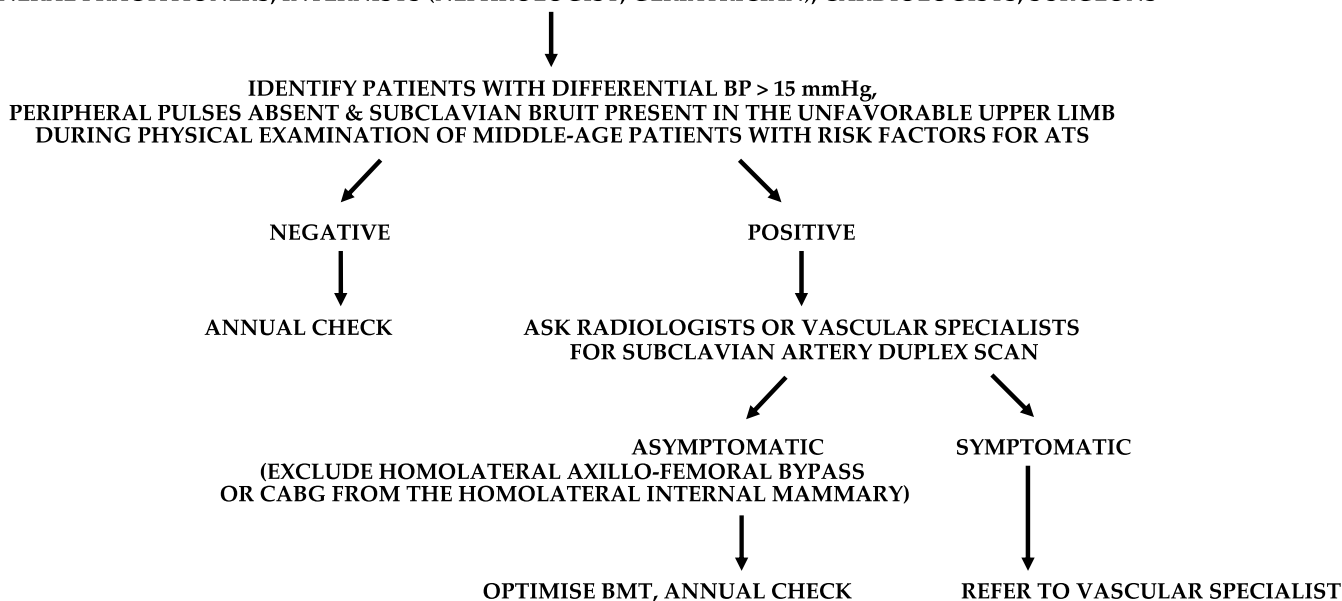 IDENTIFY PATIENTS WITH DIFFERENTIAL BP > 15 mmHg,
PERIPHERAL PULSES ABSENT & SUBCLAVIAN BRUIT PRESENT IN THE UNFAVORABLE UPPER LIMB
DURING PHYSICAL EXAMINATION OF MIDDLE-AGE PATIENTS WITH RISK FACTORS FOR ATS
NEGATIVE
POSITIVE
ANNUAL CHECK
ASK RADIOLOGISTS OR VASCULAR SPECIALISTS
FOR SUBCLAVIAN ARTERY DUPLEX SCAN
ASYMPTOMATIC
SYMPTOMATIC
(EXCLUDE HOMOLATERAL AXILLO-FEMORAL BYPASS
OR CABG FROM THE HOMOLATERAL INTERNAL MAMMARY)
OPTIMISE BMT, ANNUAL CHECK
REFER TO VASCULAR SPECIALIST